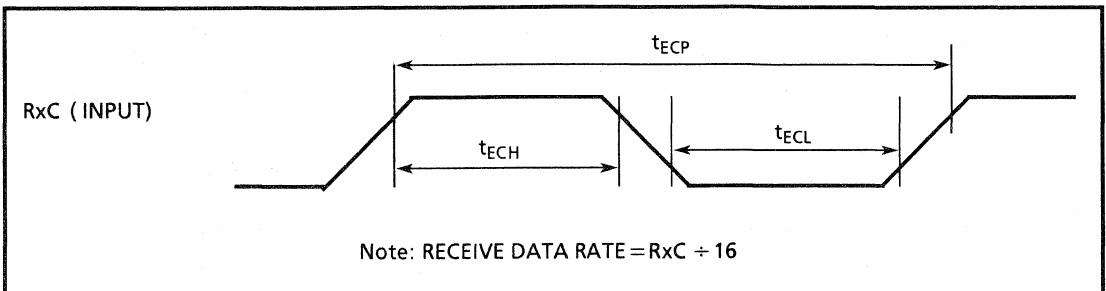 tECP
RxC ( INPUT)
tECH
tECL
Note: RECEIVE DATA RATE = RxC ÷ 16